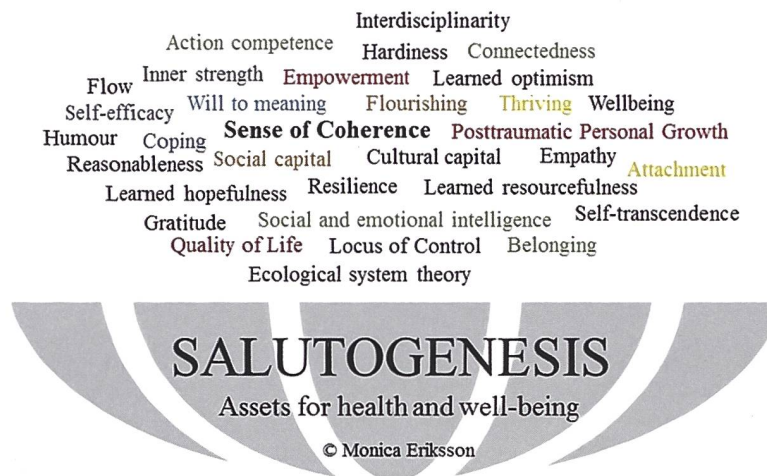 Interdisciplinarity
Action competence Hardiness Connectedness
Flow Inner strength Empowerment Learned optimism
Self-efficacy Will to meaning Flourishing Thriving Wellbeing
Humour Coping Sense of Coherence Posttraumatic Personal Growth
Reasonableness Social capital Cultural capital Empathy Attachment
Learned hopefulness Resilience Learned resourcefulness
Gratitude Social and emotional intelligence Self-transcendence
Quality of Life Locus of Control Belonging
Ecological system theory
SALUTOGENESIS
Assets for health and well-being
© Monica Eriksson